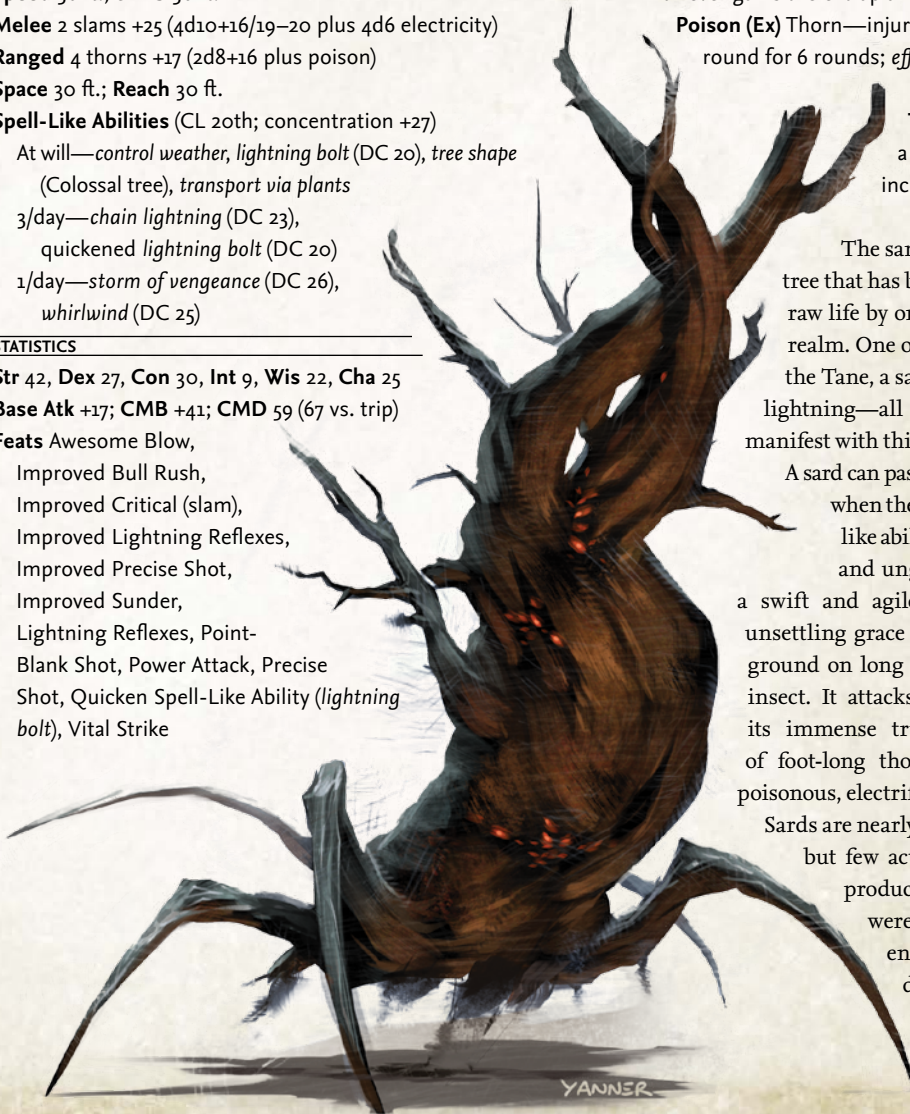 Melee 2 slams +25 (4d10+16/19–20 plus 4d6 electricity)
Ranged 4 thorns +17 (2d8+16 plus poison)
Space 30 ft.; Reach 30 ft.
Spell-Like Abilities (CL 20th; concentration +27)
At will—control weather, lightning bolt (DC 20), tree shape
(Colossal tree), transport via plants
3/day—chain lightning (DC 23),
quickened lightning bolt (DC 20)
1/day—storm of vengeance (DC 26),
whirlwind (DC 25)
STATISTICS
Str 42, Dex 27, Con 30, Int 9, Wis 22, Cha 25
Base Atk +17; CMB +41; CMD 59 (67 vs. trip)
Feats Awesome Blow,
Improved Bull Rush,
Improved Critical (slam),
Improved Lightning Reflexes,
Improved Precise Shot,
Improved Sunder,
Lightning Reflexes, Point-
Blank Shot, Power Attack, Precise
Shot, Quicken Spell-Like Ability (lightning
bolt), Vital Strike
Poison (Ex) Thorn—injur
round for 6 rounds; eff
a
inc
The sar
tree that has b
raw life by or
realm. One o
the Tane, a sa
lightning—all
manifest with thi
A sard can pas
when the
like abil
and ung
a swift and agile
unsettling grace
ground on long
insect. It attacks
its immense tr
of foot-long tho
poisonous, electrin
Sards are nearly
but few act
produc
were
en
d
YANNER